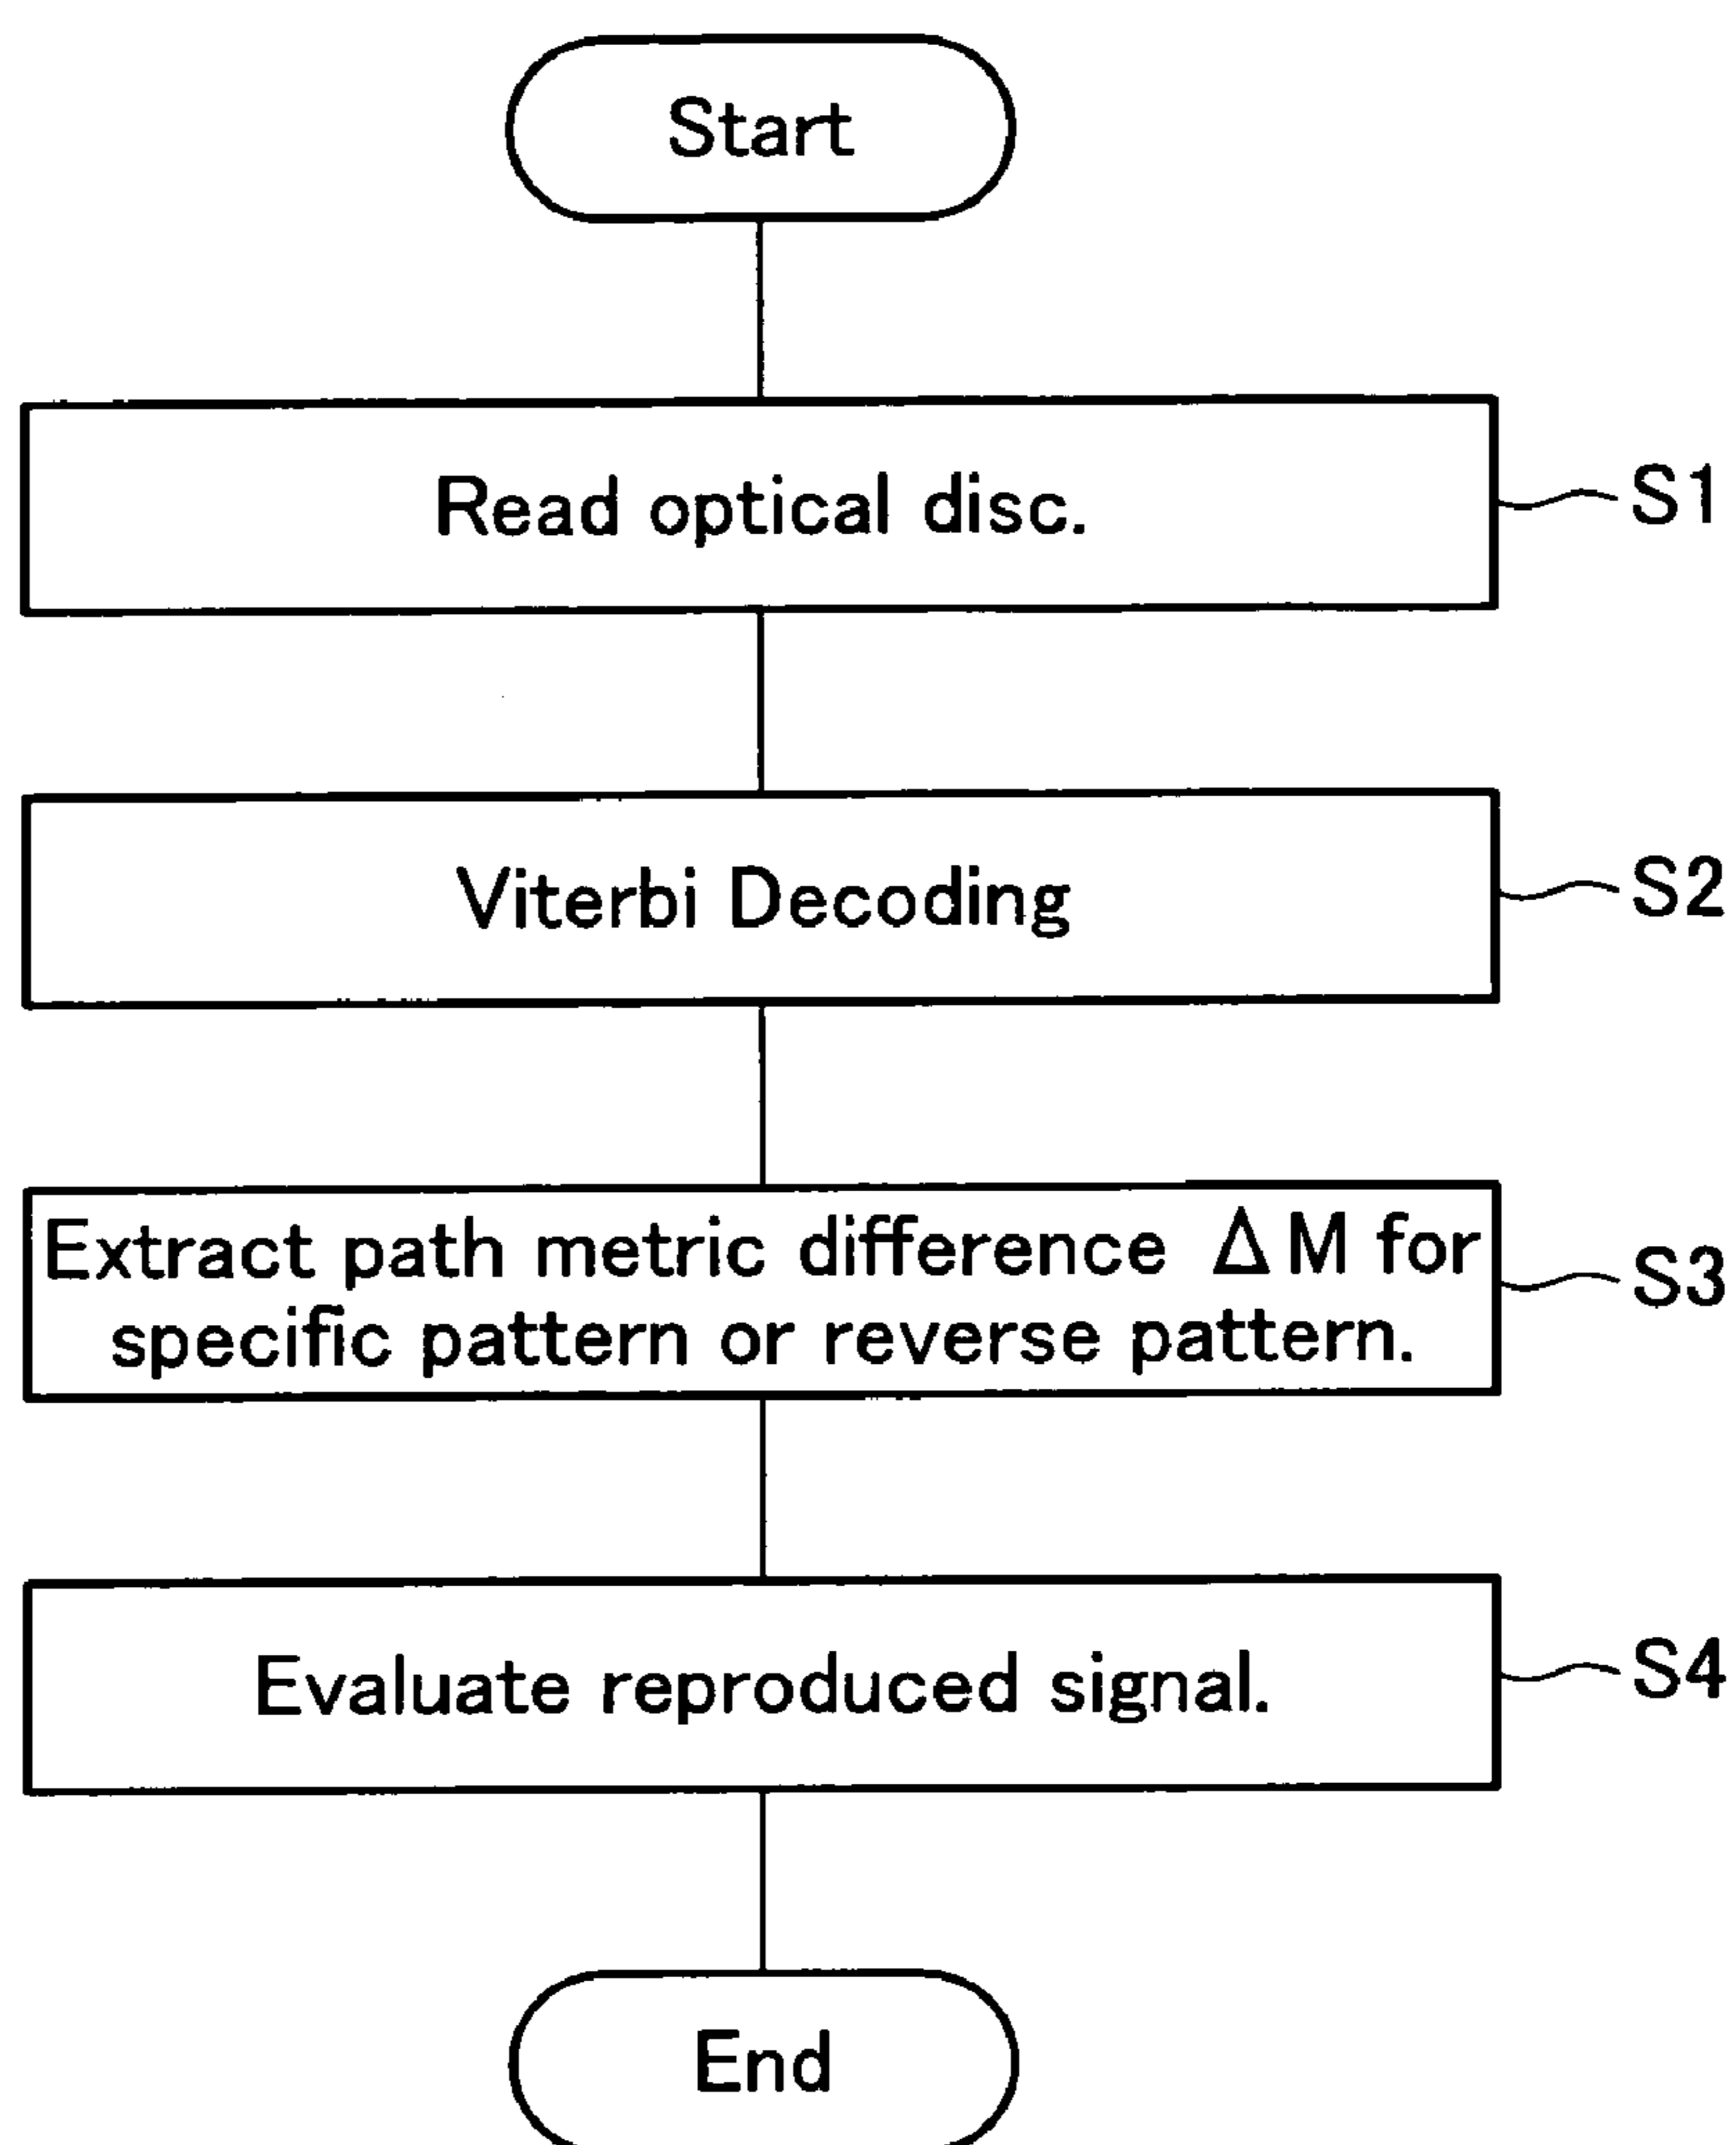 Start
Read optical disc.
S1
Viterbi Decoding
S2
Extract path metric difference ΔM for
specific pattern or reverse pattern.
S3
Evaluate reproduced signal.
S4
End